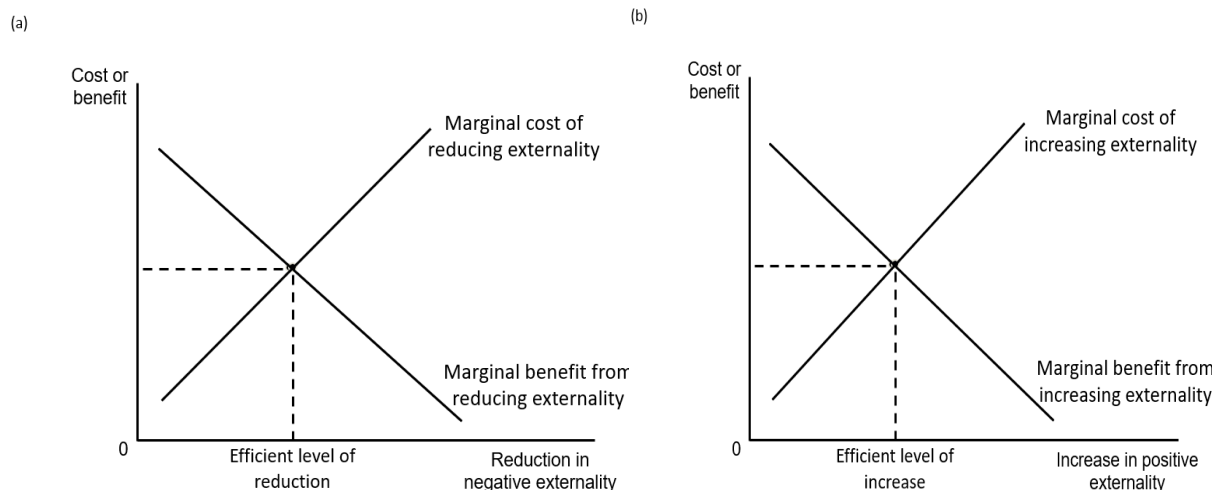 (a)
Cost or
benefit
Marginal cost of
reducing externality
Marginal benefit from
reducing externality
0
Efficient level of
reduction
Reduction in
negative externality
(b)
Cost or
benefit
Marginal cost of
increasing externality
Marginal benefit from
increasing externality
0
Efficient level of
increase
Increase in positive
externality